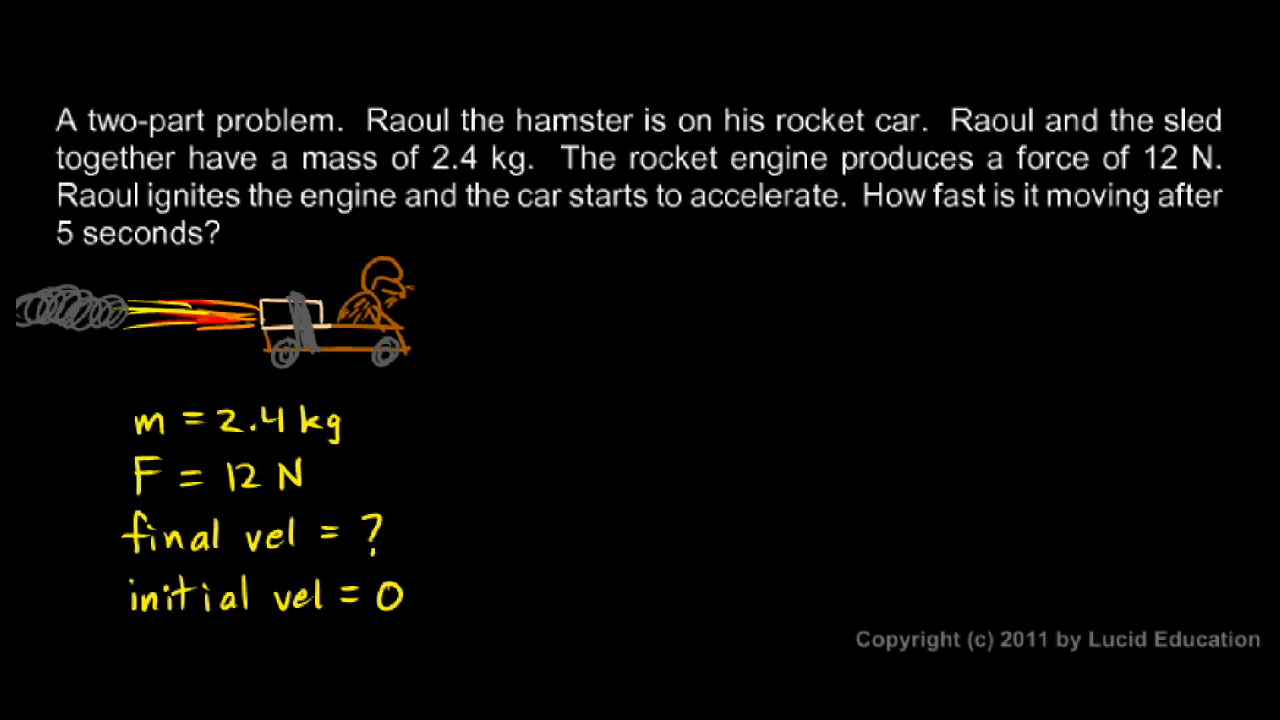 A two-part problem. Raoul the hamster is on his rocket car. Raoul and the sled
together have a mass of 2.4 kg. The rocket engine produces a force of 12 N.
Raoul ignites the engine and the car starts to accelerate. How fast is it moving after
5 seconds?
m = 2.4 kg
F = 12 N
final vel = ?
initial vel = 0
Copyright (c) 2011 by Lucid Education